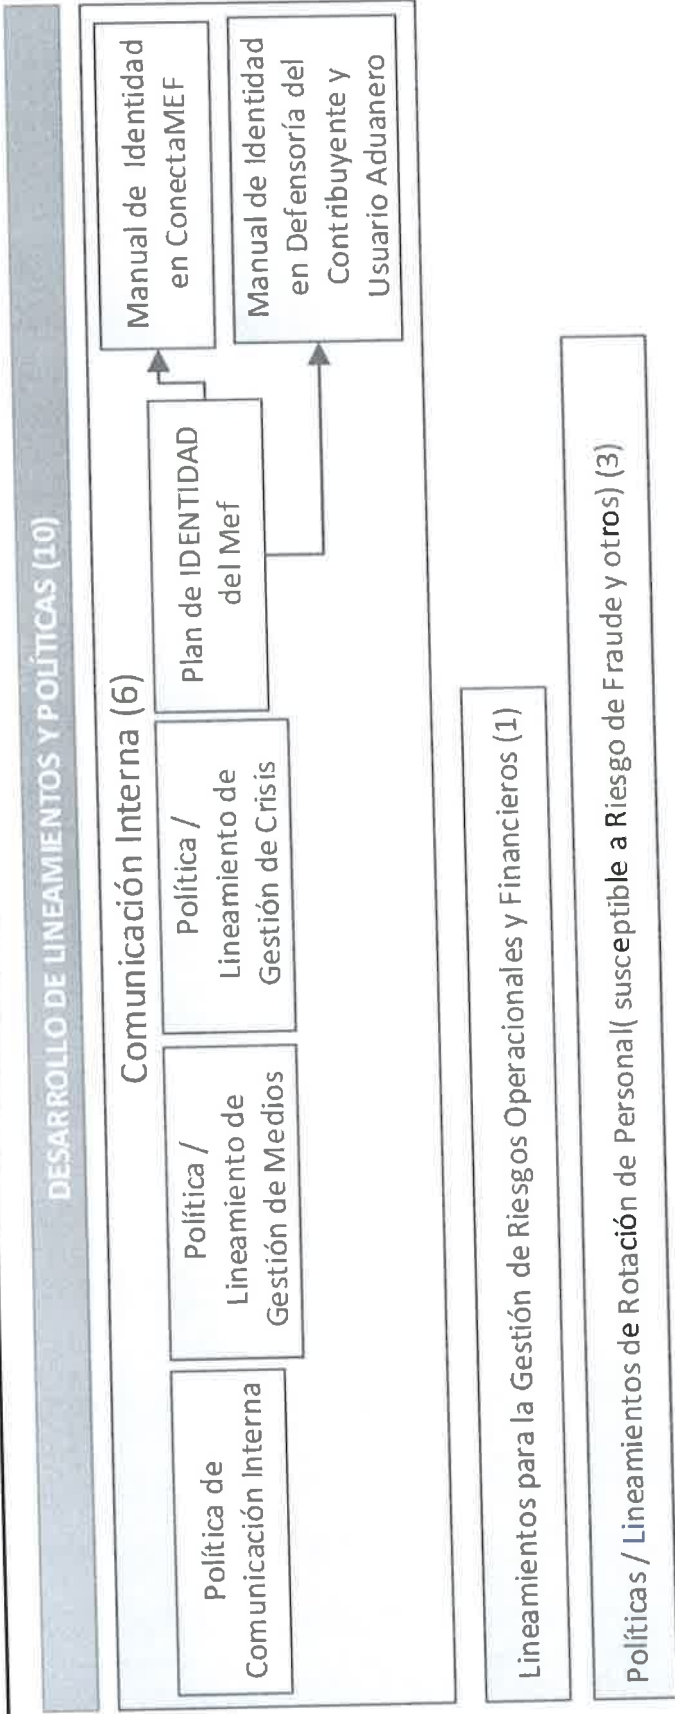 DESARROLLO DE LINEAMIENTOS Y POLÍTICAS (10)
Comunicación Interna (6)
Política de
Comunicación Interna
Política /
Lineamiento de
Gestión de Medios
Política /
Lineamiento de
Gestión de Crisis
Plan de IDENTIDAD
del Mef
Manual de Identidad
en ConectaMEF
Manual de Identidad
en Defensoría del
Contribuyente y
Usuario Aduanero
Lineamientos para la Gestión de Riesgos Operacionales y Financieros (1)
Políticas / Lineamientos de Rotación de Personal( susceptible a Riesgo de Fraude y otros) (3)